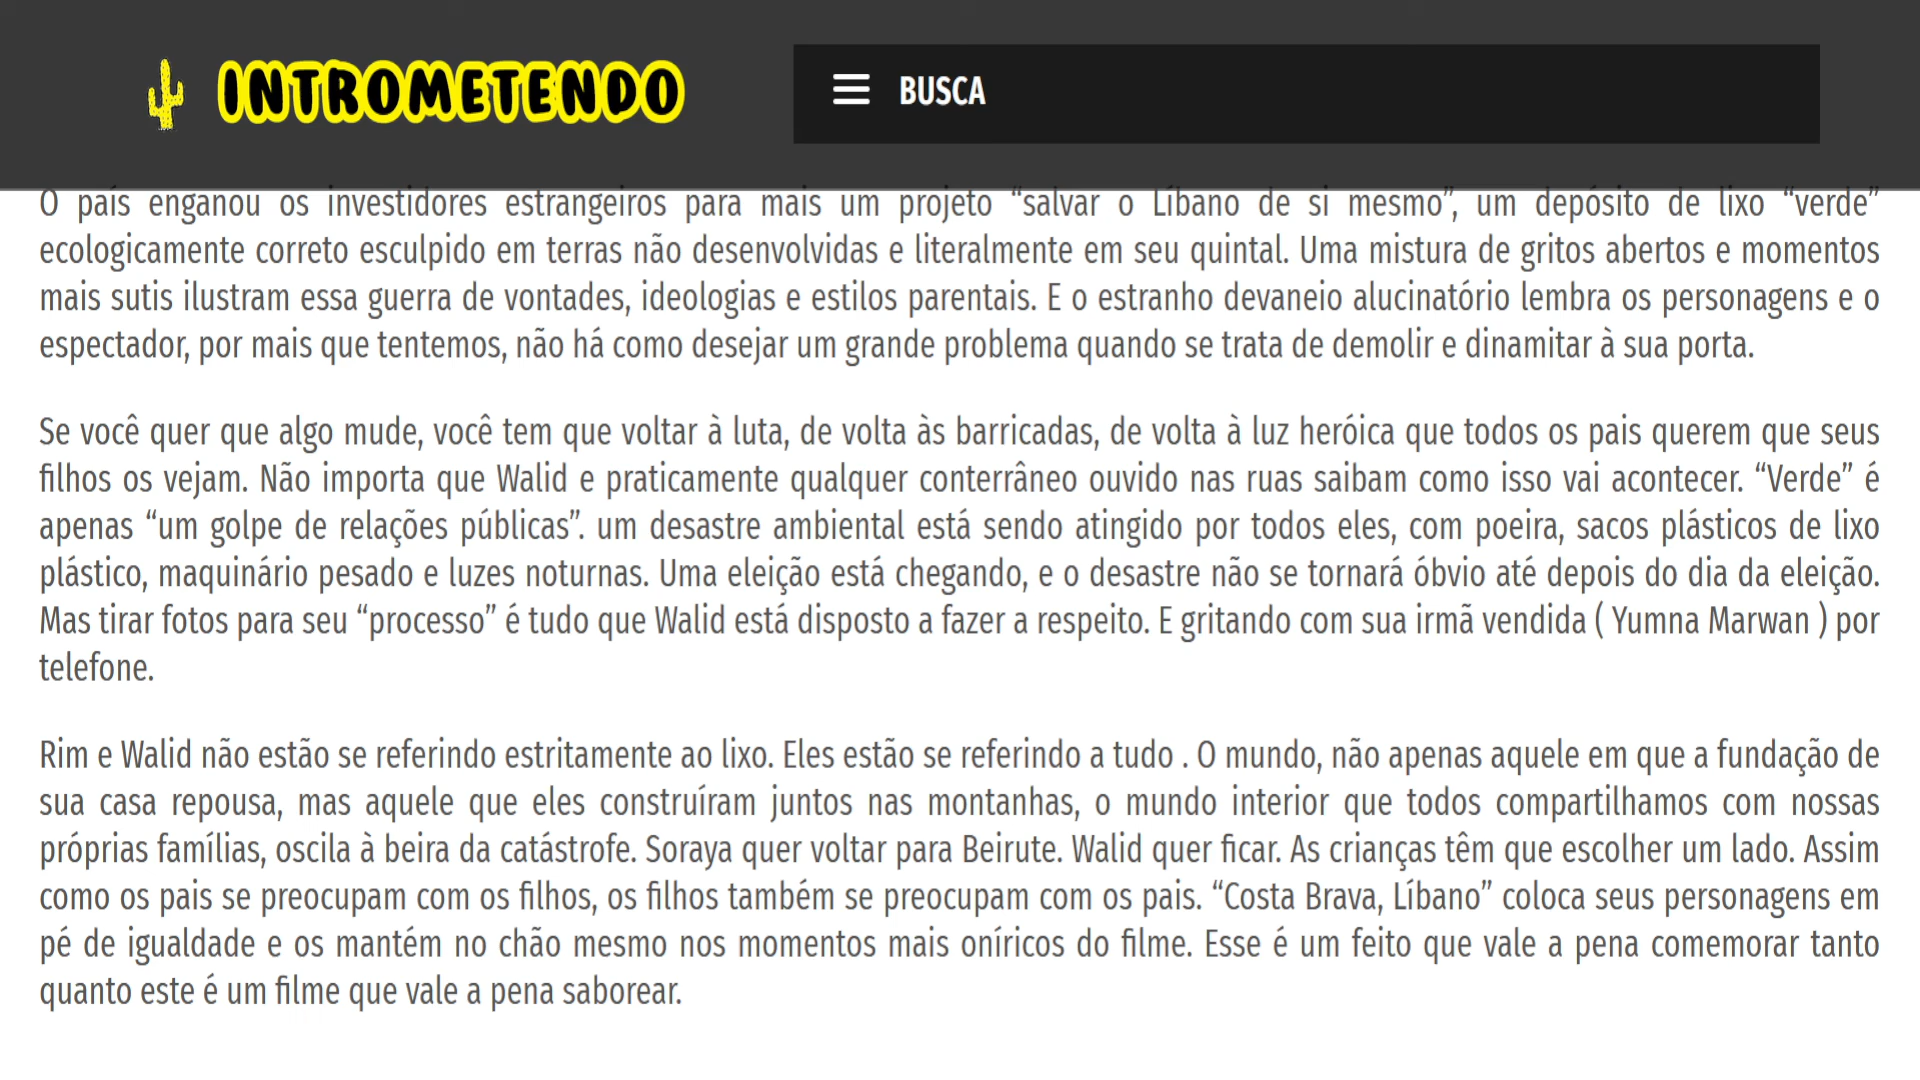 INTROMETENDO
BUSCA
O país enganou os investidores estrangeiros para mais um projeto “salvar o Líbano de si mesmo”, um depósito de lixo “verde”
ecologicamente correto esculpido em terras não desenvolvidas e literalmente em seu quintal. Uma mistura de gritos abertos e momentos
mais sutis ilustram essa guerra de vontades, ideologias e estilos parentais. E o estranho devaneio alucinatório lembra os personagens e o
espectador, por mais que tentemos, não há como desejar um grande problema quando se trata de demolir e dinamitar à sua porta.
Se você quer que algo mude, você tem que voltar à luta, de volta às barricadas, de volta à luz heróica que todos os pais querem que seus
filhos os vejam. Não importa que Walid e praticamente qualquer conterrâneo ouvido nas ruas saibam como isso vai acontecer. “Verde” é
apenas “um golpe de relações públicas”. um desastre ambiental está sendo atingido por todos eles, com poeira, sacos plásticos de lixo
plástico, maquinário pesado e luzes noturnas. Uma eleição está chegando, e o desastre não se tornará óbvio até depois do dia da eleição.
Mas tirar fotos para seu “processo” é tudo que Walid está disposto a fazer a respeito. E gritando com sua irmã vendida ( Yumna Marwan ) por
telefone.
Rim e Walid não estão se referindo estritamente ao lixo. Eles estão se referindo a tudo . O mundo, não apenas aquele em que a fundação de
sua casa repousa, mas aquele que eles construíram juntos nas montanhas, o mundo interior que todos compartilhamos com nossas
próprias famílias, oscila à beira da catástrofe. Soraya quer voltar para Beirute. Walid quer ficar. As crianças têm que escolher um lado. Assim
como os pais se preocupam com os filhos, os filhos também se preocupam com os pais. “Costa Brava, Líbano” coloca seus personagens em
pé de igualdade e os mantém no chão mesmo nos momentos mais oníricos do filme. Esse é um feito que vale a pena comemorar tanto
quanto este é um filme que vale a pena saborear.